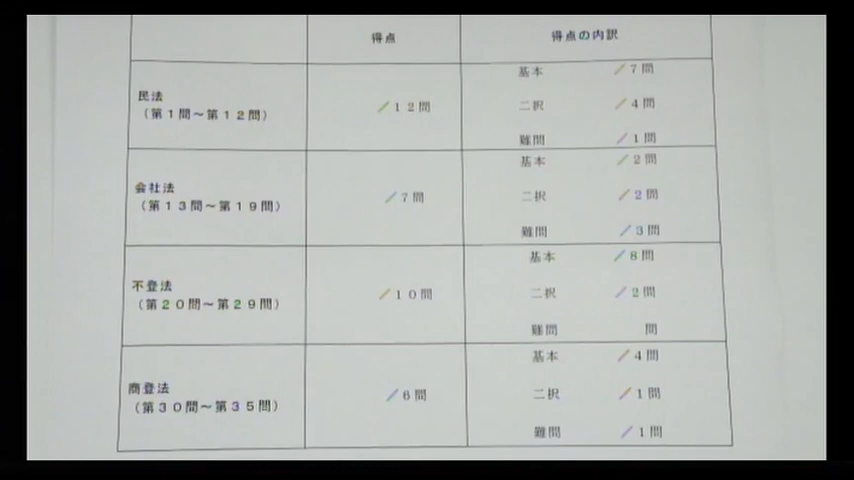 得点 得点の内訳
民法
(第1問～第12問)
／12問
基本 ／7問
二択 ／4問
難問 ／1問
会社法
(第13問～第19問)
／7問
基本 ／2問
二択 ／2問
難問 ／3問
不登法
(第20問～第29問)
／10問
基本 ／8問
二択 ／2問
難問 問
商登法
(第30問～第35問)
／6問
基本 ／4問
二択 ／1問
難問 ／1問